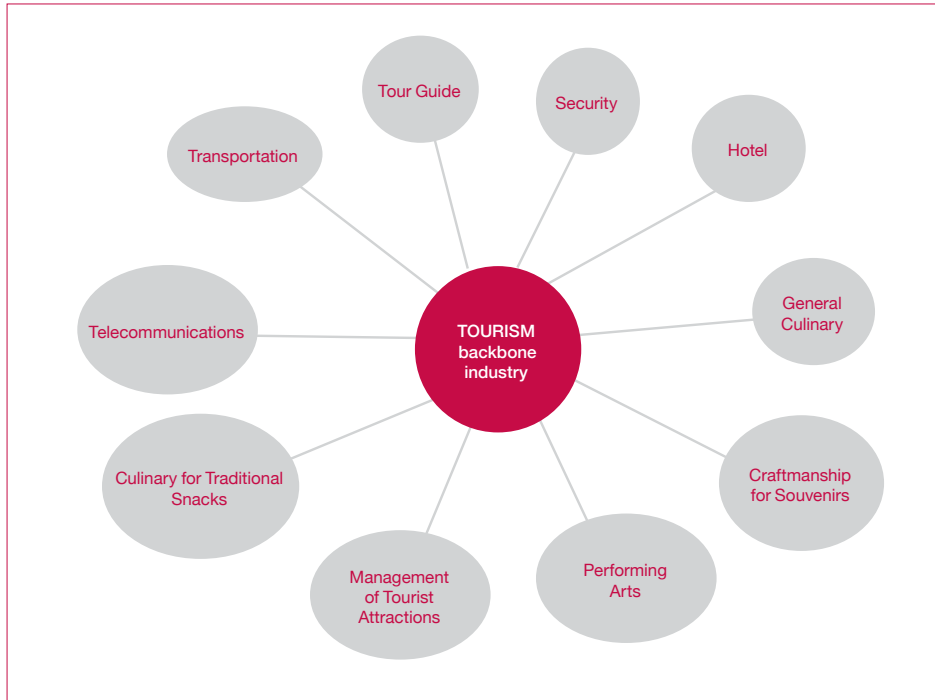 Tour Guide
Security
Transportation
Hotel
General
Culinary
Telecommunications
TOURISM
backbone
industry
Culinary for Traditional
Snacks
Craftmanship
for Souvenirs
Management
of Tourist
Attractions
Performing
Arts